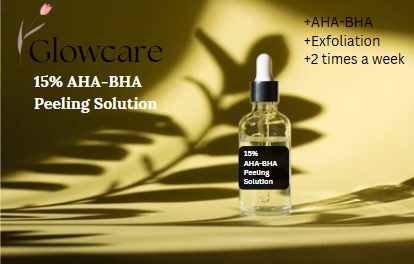 Glowcare
15% AHA-BHA
Peeling Solution
+AHA-BHA
+Exfoliation
+2 times a week
15%
AHA-BHA
Peeling
Solution